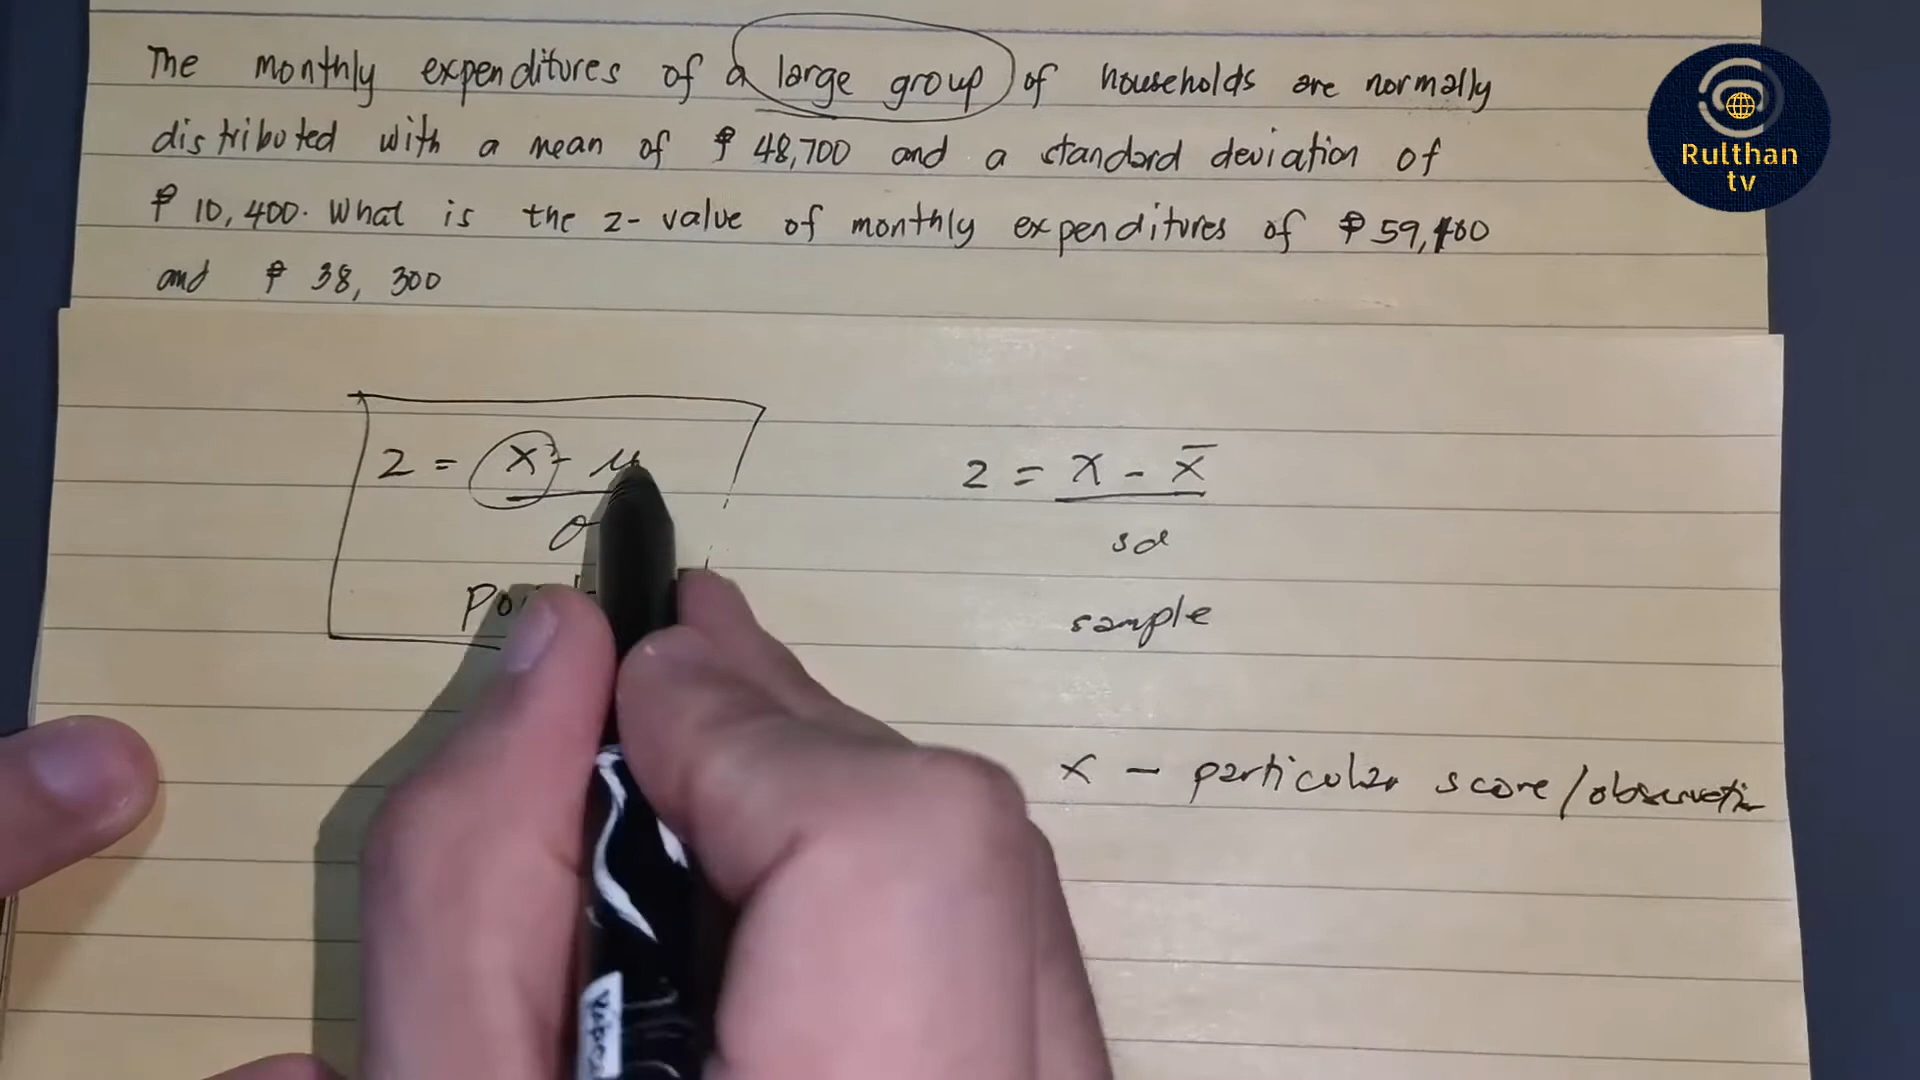 The monthly expenditures of a large group of households are normally
distributed with a mean of ₱ 48,700 and a standard deviation of
₱ 10,400. What is the z-value of monthly expenditures of ₱ 59,100
and ₱ 38,300
Rulthan
tv
z = x - μ
σ
z = x - x̄
sd
sample
x - particular score/observation